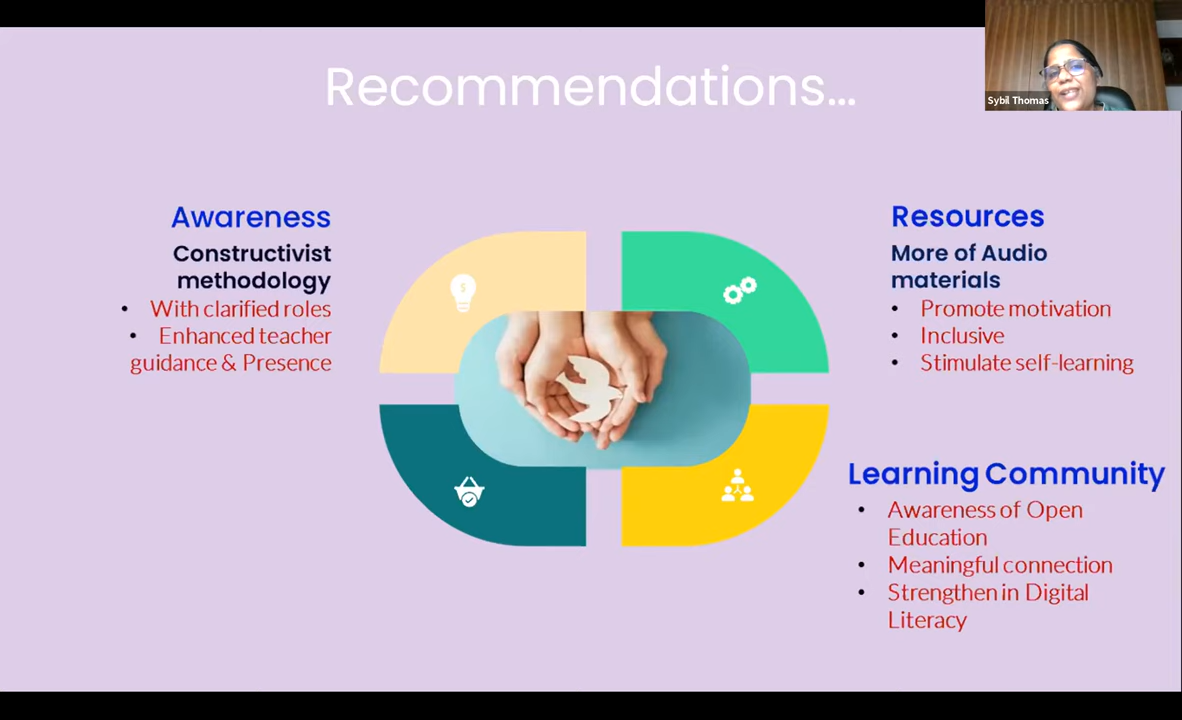 Recommendations...
Sybil Thomas
Awareness
Constructivist
methodology
• With clarified roles
• Enhanced teacher
guidance & Presence
Resources
More of Audio
materials
• Promote motivation
• Inclusive
• Stimulate self-learning
Learning Community
• Awareness of Open
Education
• Meaningful connection
• Strengthen in Digital
Literacy